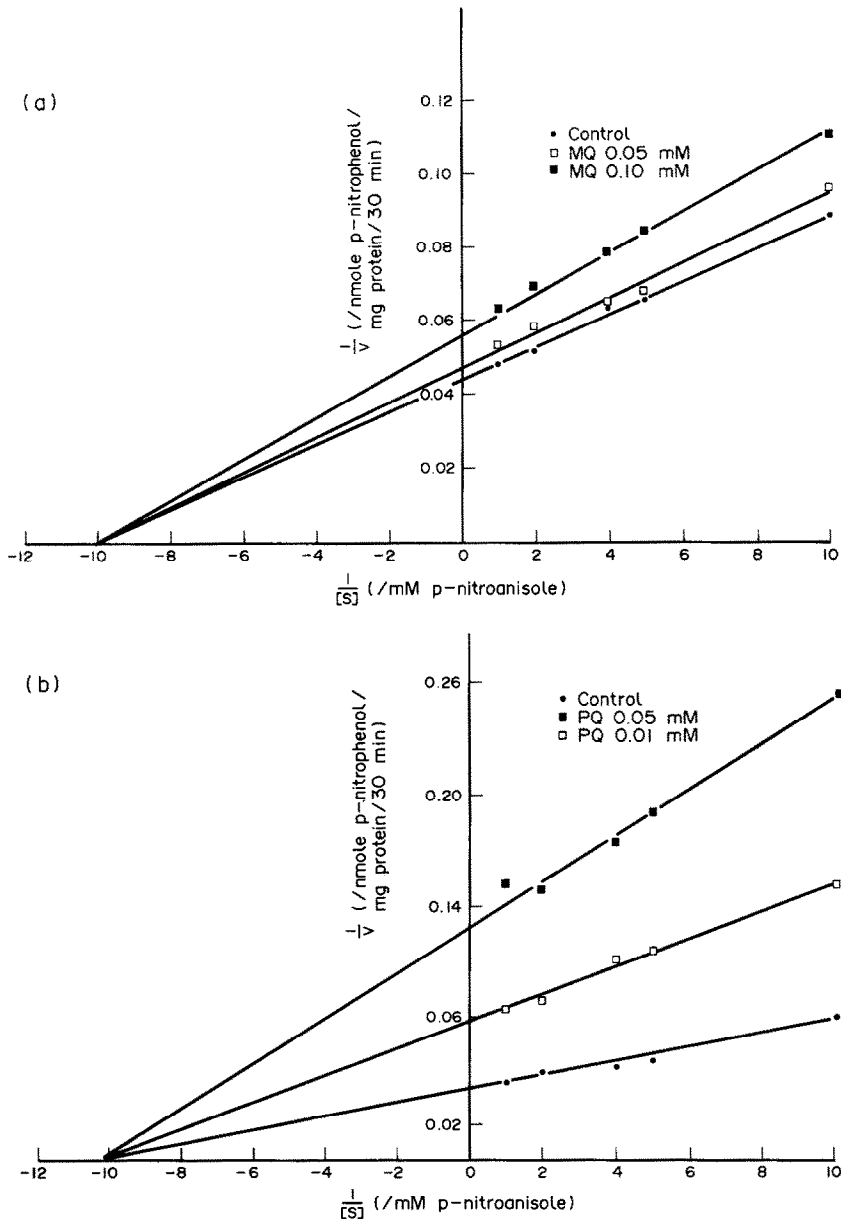 (a)
0.12
0.10
0.08
0.06
0.04
0.02
1/v (/nmole p-nitrophenol/
mg protein/30 min)
• Control
□ MQ 0.05 mM
■ MQ 0.10 mM
-12 -10 -8 -6 -4 -2 0 2 4 6 8 10
1/[S] (/mM p-nitroanisole)
(b)
0.26
0.20
0.14
0.06
0.02
1/v (/nmole p-nitrophenol/
mg protein/30 min)
• Control
■ PQ 0.05 mM
□ PQ 0.01 mM
-12 -10 -8 -6 -4 -2 0 2 4 6 8 10
1/[S] (/mM p-nitroanisole)